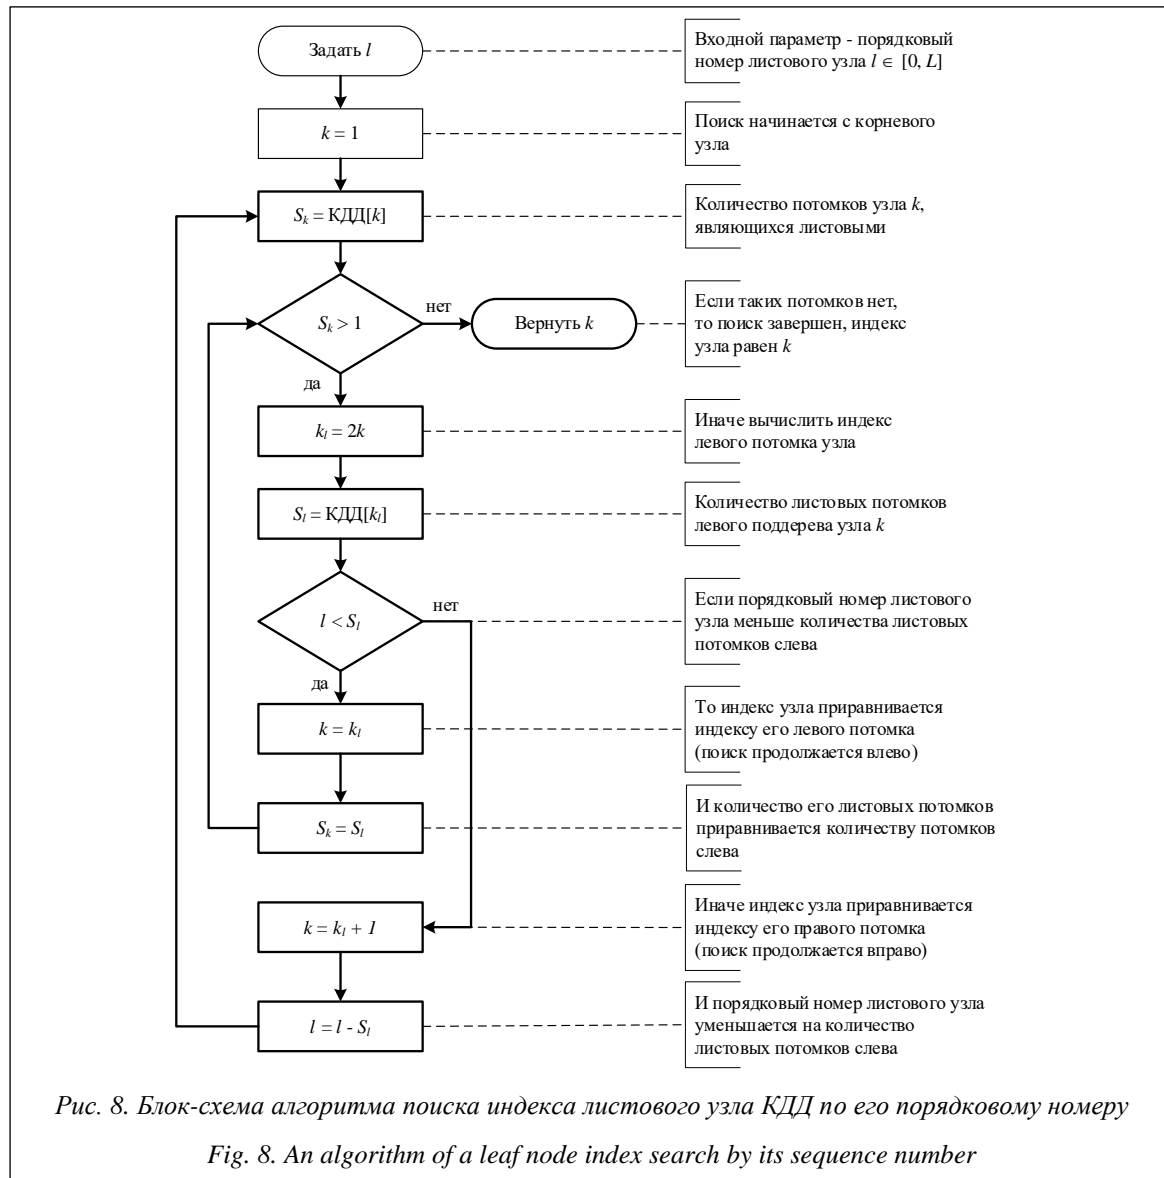 Задать l
Входной параметр - порядковый
номер листового узла l ∈ [0, L]
k = 1
Поиск начинается с корневого
узла
Sk = КДД[k]
Количество потомков узла k,
являющихся листовыми
Sk > 1
нет
Вернуть k
Если таких потомков нет,
то поиск завершен, индекс
узла равен k
да
kl = 2k
Иначе вычислить индекс
левого потомка узла
Sl = КДД[kl]
Количество листовых потомков
левого поддерева узла k
l < Sl
нет
Если порядковый номер листового
узла меньше количества листовых
потомков слева
да
k = kl
То индекс узла приравнивается
индексу его левого потомка
(поиск продолжается влево)
Sk = Sl
И количество его листовых потомков
приравнивается количеству потомков
слева
k = kl + 1
Иначе индекс узла приравнивается
индексу его правого потомка
(поиск продолжается вправо)
l = l - Sl
И порядковый номер листового узла
уменьшается на количество
листовых потомков слева
Рис. 8. Блок-схема алгоритма поиска индекса листового узла КДД по его порядковому номеру
Fig. 8. An algorithm of a leaf node index search by its sequence number